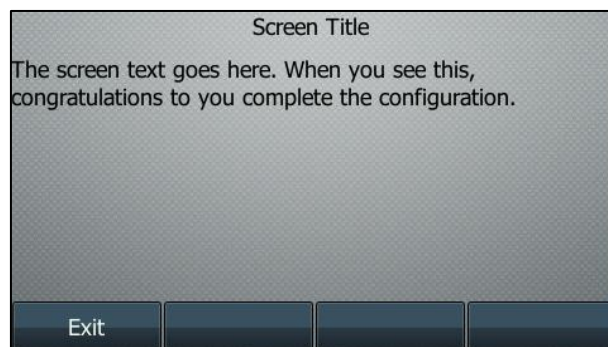 Screen Title
The screen text goes here. When you see this,
congratulations to you complete the configuration.
Exit